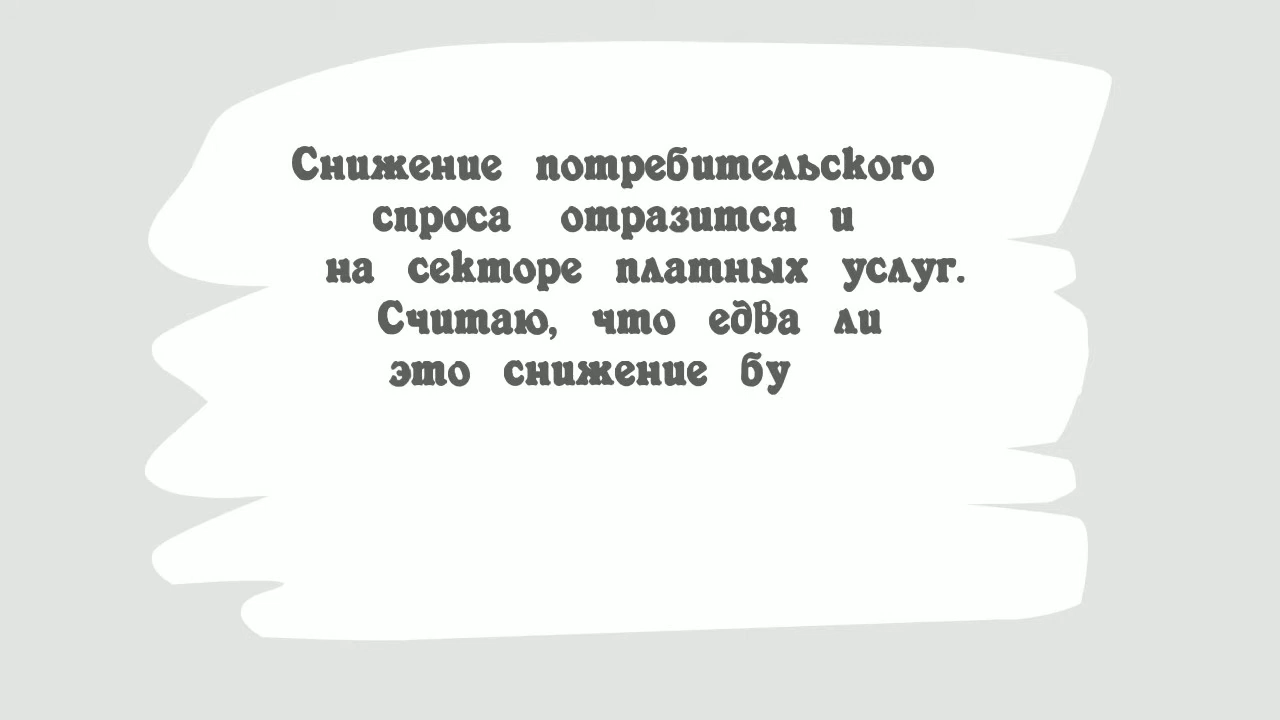 Снижение потребительского
спроса отразится и
на секторе платных услуг.
Считаю, что едва ли
это снижение бу